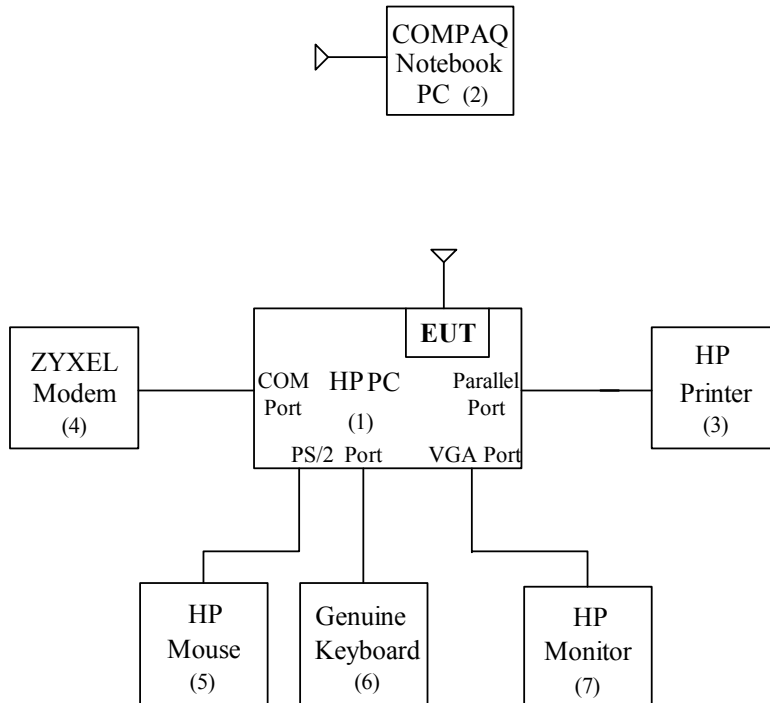 COMPAQ
Notebook
PC (2)
EUT
ZYXEL
Modem
(4)
COM
Port
HP PC
(1)
Parallel
Port
HP
Printer
(3)
PS/2 Port
VGA Port
HP
Mouse
(5)
Genuine
Keyboard
(6)
HP
Monitor
(7)